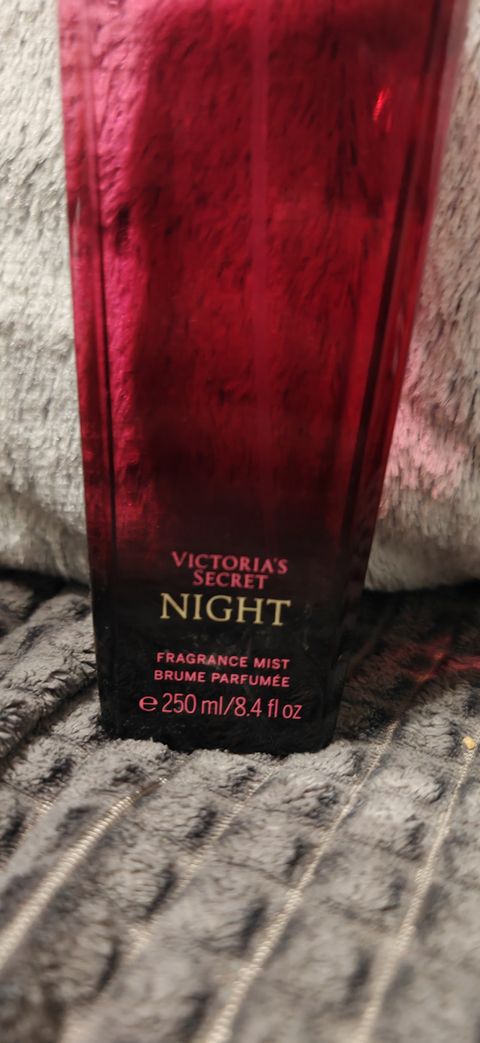 VICTORIA'S
SECRET
NIGHT
FRAGRANCE MIST
BRUME PARFUMÉE
℮ 250 ml/8.4 fl oz